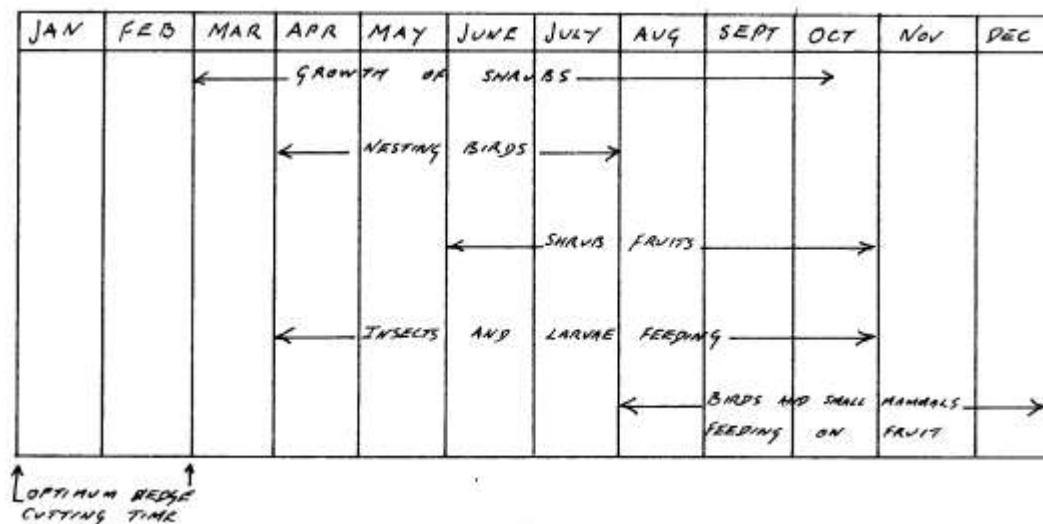 JAN FEB MAR APR MAY JUNE JULY AUG SEPT OCT NOV DEC
GROWTH OF SHRUBS
NESTING BIRDS
SHRUB FRUITS
INSECTS AND LARVAE FEEDING
BIRDS AND SMALL MAMMALS
FEEDING ON FRUIT
OPTIMUM HEDGE
CUTTING TIME